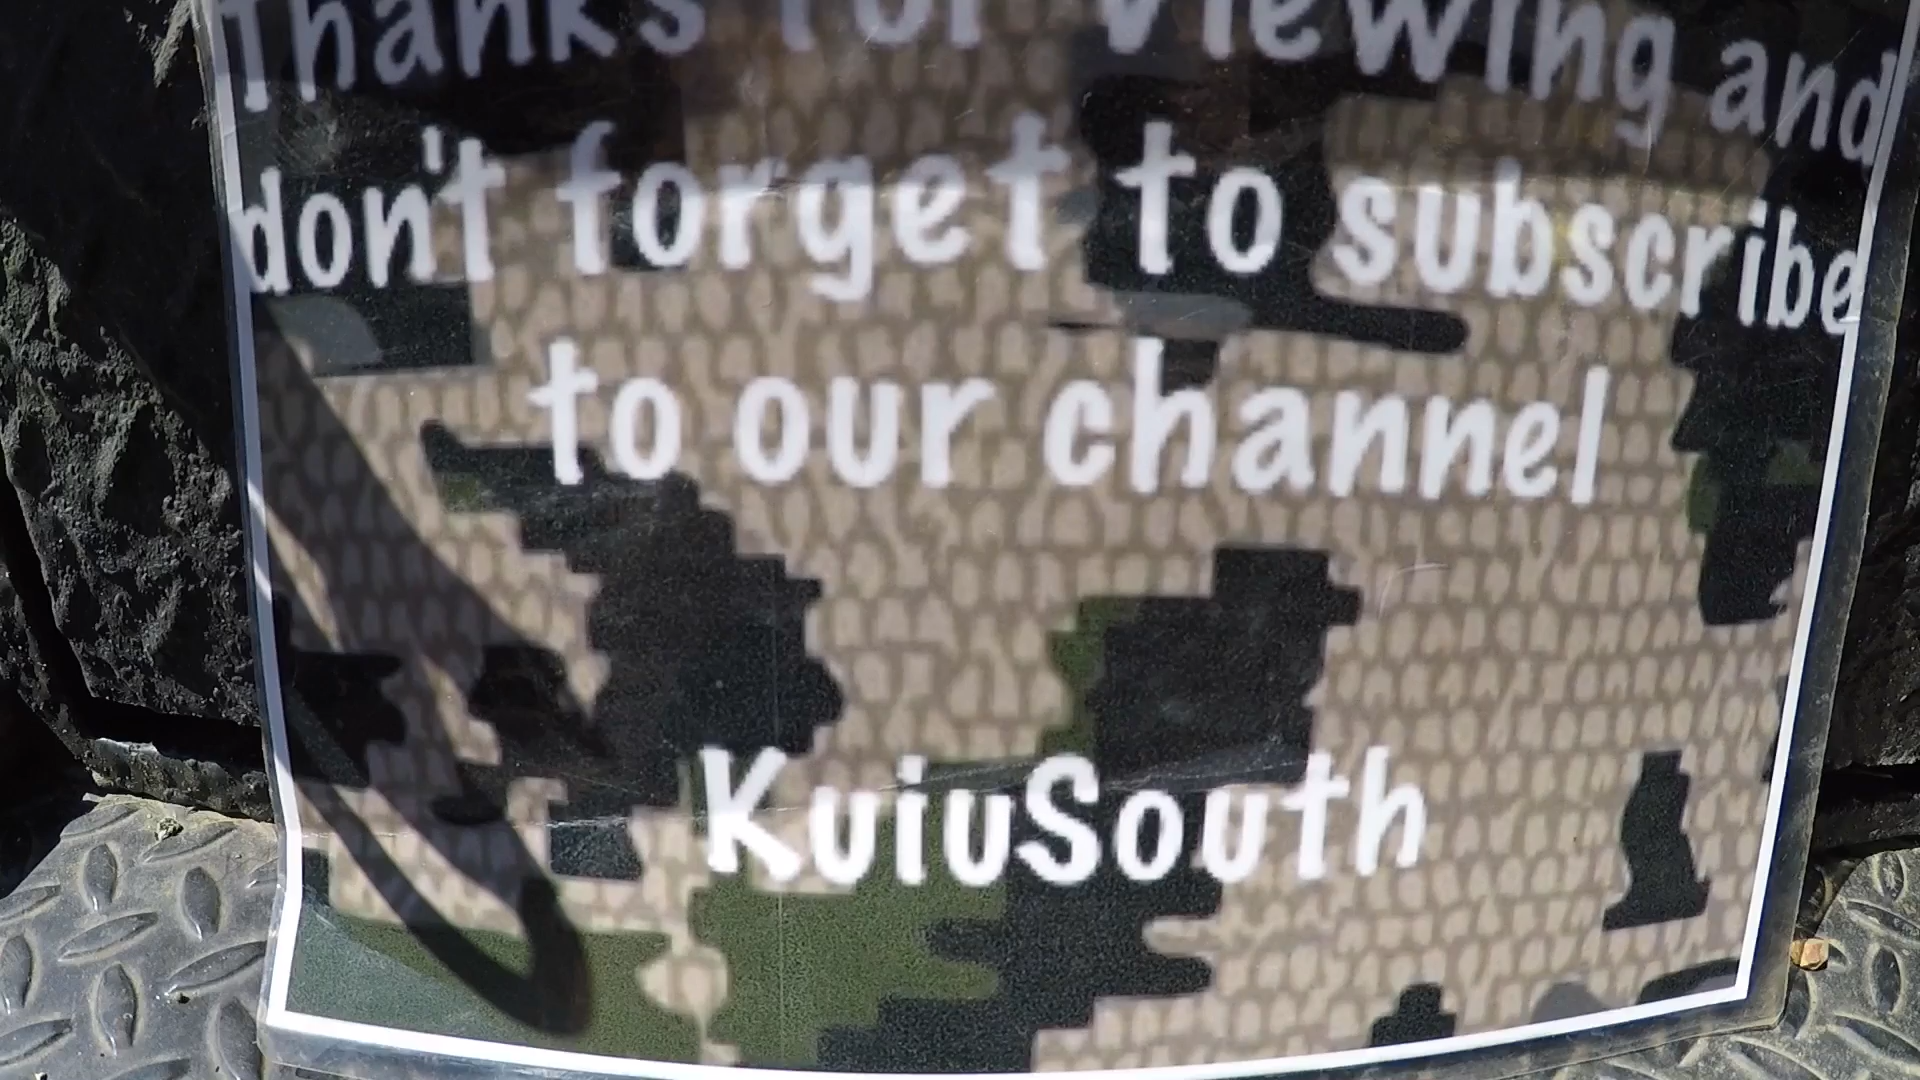 Thanks for viewing and
don't forget to subscribe
to our channel
KuiuSouth